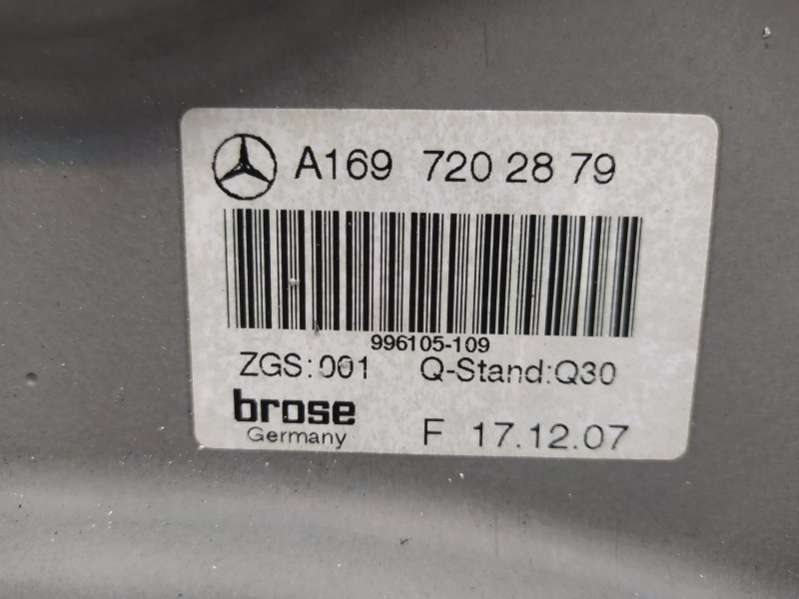 A169 720 28 79
996105-109
ZGS:001 Q-Stand:Q30
brose
Germany F 17.12.07